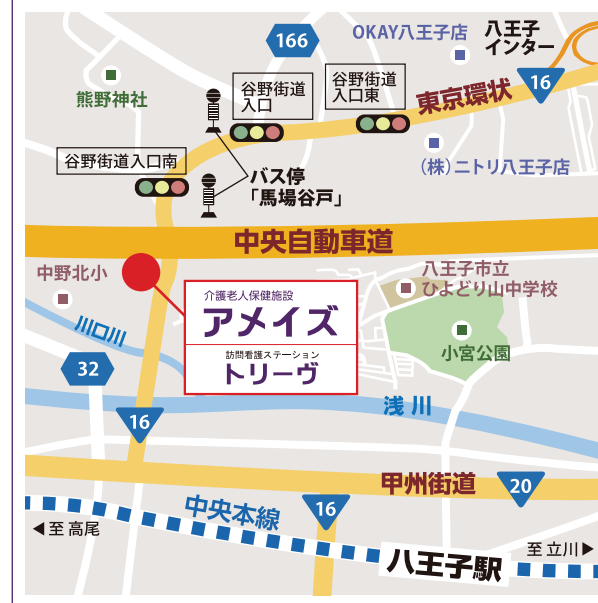 166
OKAY八王子店
八王子
インター
16
東京環状
熊野神社
谷野街道
入口
谷野街道
入口東
谷野街道入口南
バス停
「馬場谷戸」
(株)ニトリ八王子店
中央自動車道
中野北小
八王子市立
ひよどり山中学校
介護老人保健施設
アメイズ
訪問看護ステーション
トリーヴ
川口川
小宮公園
32
浅川
16
甲州街道
20
中央本線
16
◀至 高尾
八王子駅
至 立川▶